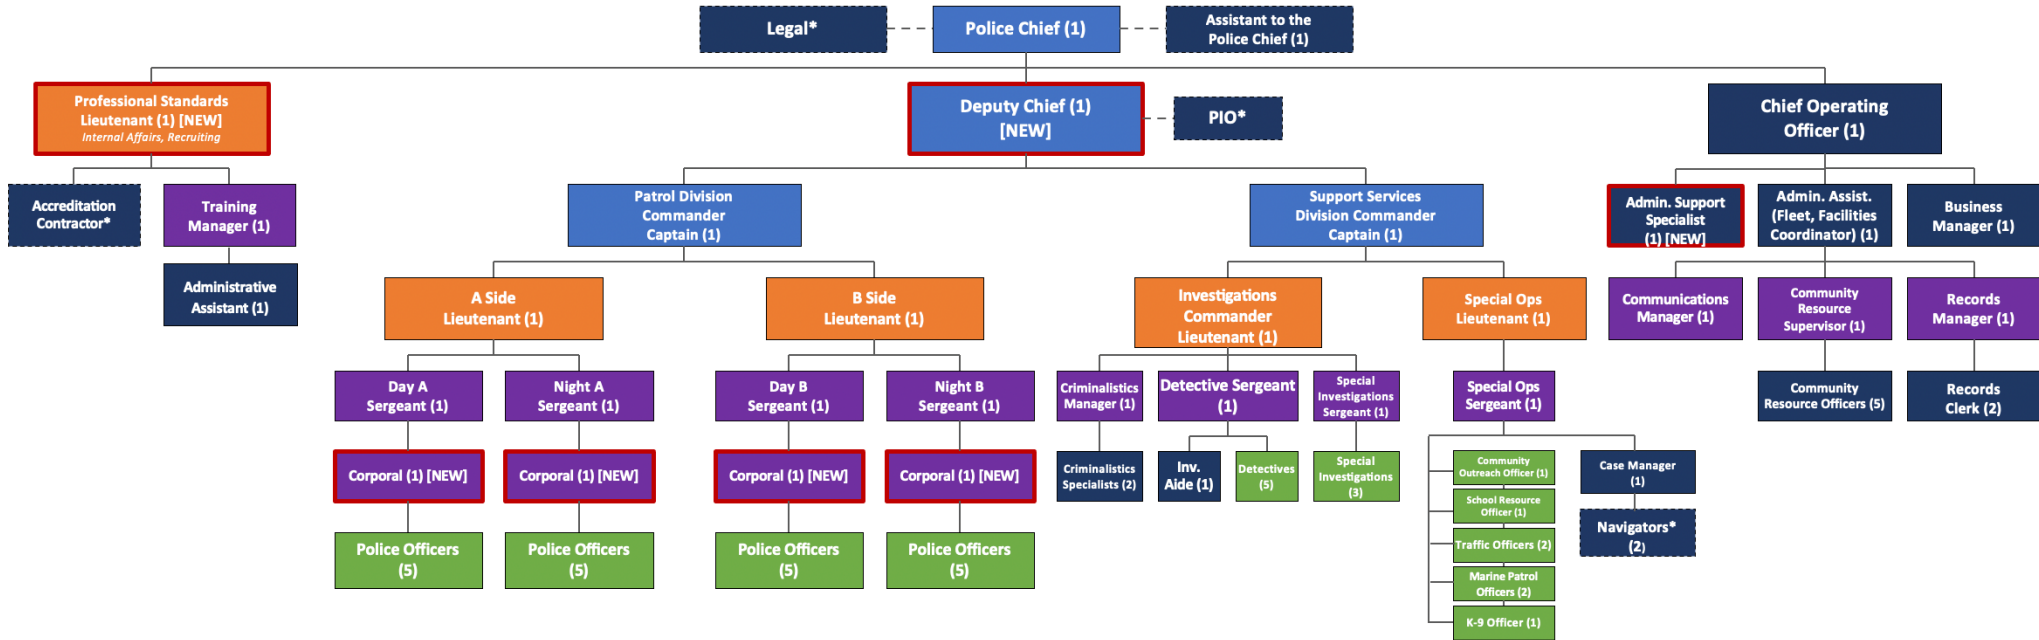 Legal*
Police Chief (1)
Assistant to the
Police Chief (1)
Professional Standards
Lieutenant (1) [NEW]
Internal Affairs, Recruiting
Deputy Chief (1)
[NEW]
PIO*
Chief Operating
Officer (1)
Accreditation
Contractor*
Training
Manager (1)
Administrative
Assistant (1)
Patrol Division
Commander
Captain (1)
Support Services
Division Commander
Captain (1)
Admin. Support
Specialist
(1) [NEW]
Admin. Assist.
(Fleet, Facilities
Coordinator) (1)
Business
Manager (1)
A Side
Lieutenant (1)
B Side
Lieutenant (1)
Investigations
Commander
Lieutenant (1)
Special Ops
Lieutenant (1)
Communications
Manager (1)
Community
Resource
Supervisor (1)
Records
Manager (1)
Day A
Sergeant (1)
Night A
Sergeant (1)
Day B
Sergeant (1)
Night B
Sergeant (1)
Criminalistics
Manager (1)
Detective Sergeant
(1)
Special
Investigations
Sergeant (1)
Special Ops
Sergeant (1)
Community
Resource Officers (5)
Records
Clerk (2)
Corporal (1) [NEW]
Corporal (1) [NEW]
Corporal (1) [NEW]
Corporal (1) [NEW]
Criminalistics
Specialists (2)
Inv.
Aide (1)
Detectives
(5)
Special
Investigations
(3)
Community
Outreach Officer (1)
School Resource
Officer (1)
Traffic Officers (2)
Marine Patrol
Officers (2)
K-9 Officer (1)
Case Manager
(1)
Navigators*
(2)
Police Officers
(5)
Police Officers
(5)
Police Officers
(5)
Police Officers
(5)